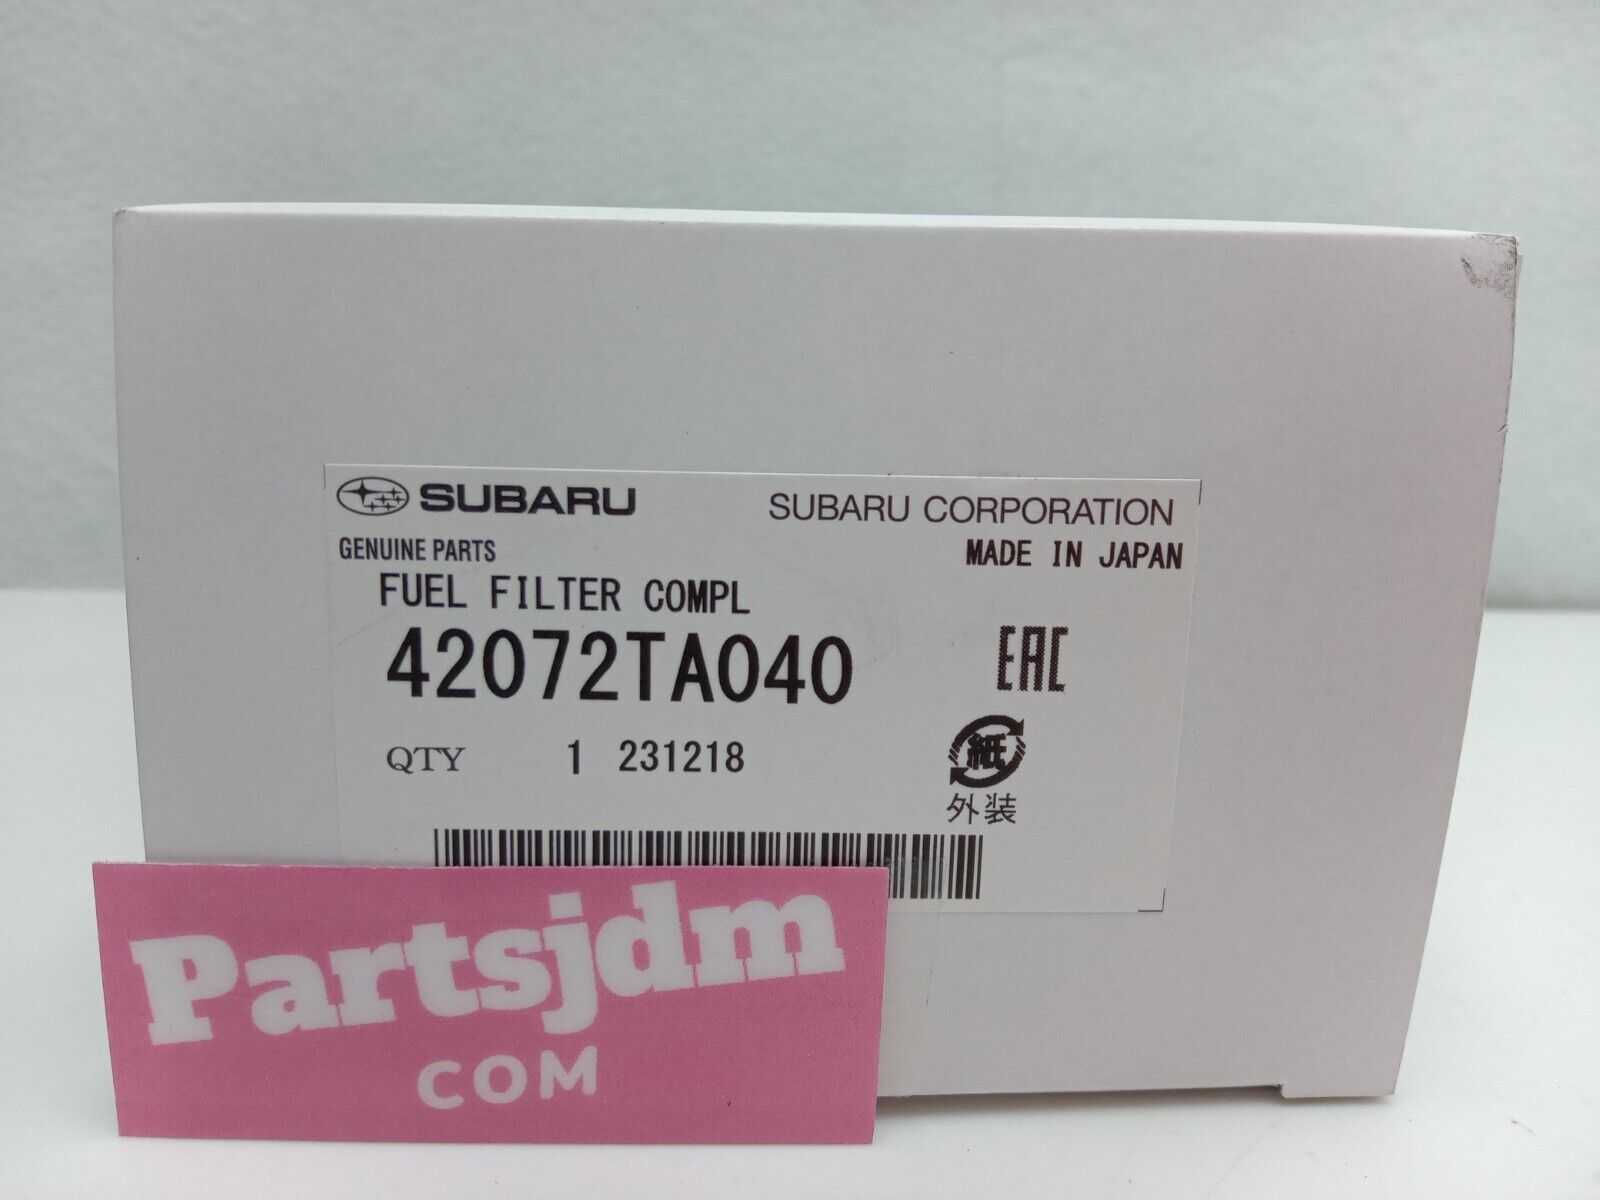 SUBARU SUBARU CORPORATION
GENUINE PARTS MADE IN JAPAN
FUEL FILTER COMPL
42072TA040
EAC
QTY 1 231218
紙
外装
Partsjdm
COM